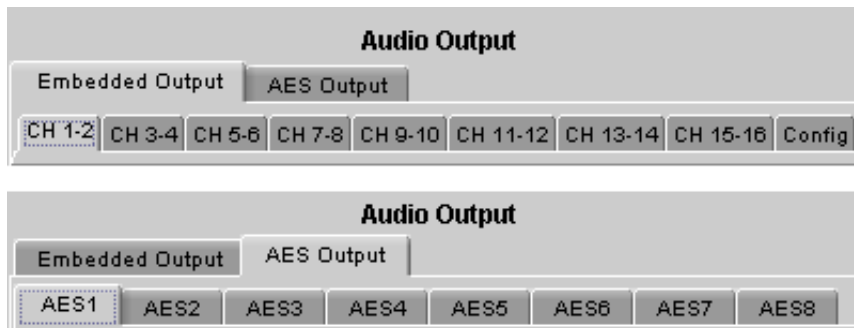 Audio Output
Embedded Output AES Output
CH 1-2 CH 3-4 CH 5-6 CH 7-8 CH 9-10 CH 11-12 CH 13-14 CH 15-16 Config
Audio Output
Embedded Output AES Output
AES1 AES2 AES3 AES4 AES5 AES6 AES7 AES8